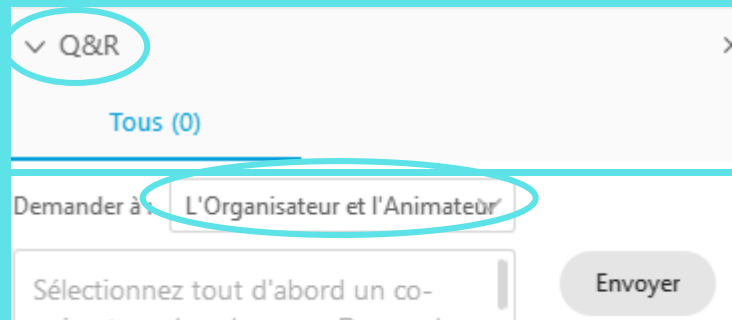 Q&R
Tous (0)
Demander à : L'Organisateur et l'Animateur
Sélectionnez tout d'abord un co-
Envoyer